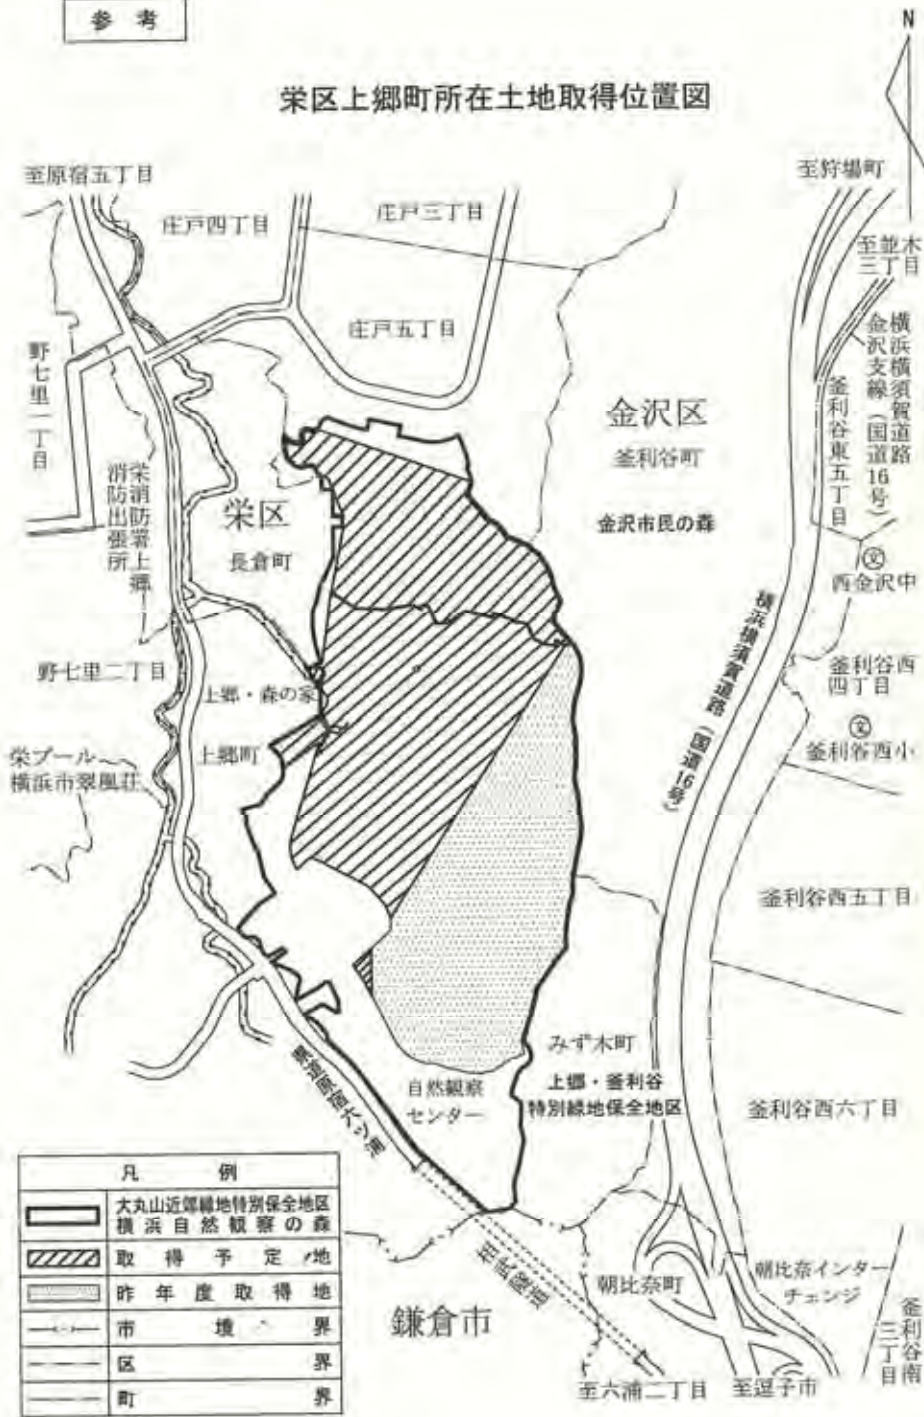 参考
N
栄区上郷町所在土地取得位置図
至原宿五丁目
至狩場町
庄戸四丁目
庄戸三丁目
至並木三丁目
庄戸五丁目
野七里一丁目
横浜横須賀道路
金沢支線(国道16号)
釜利谷東五丁目
金沢区
釜利谷町
金沢市民の森
栄消防署上郷
消防出張所
栄区
長倉町
文
西金沢中
横浜横須賀道路(国道16号)
野七里二丁目
上郷・森の家
釜利谷西四丁目
文
釜利谷西小
栄プール
横浜市翠風荘
上郷町
釜利谷西五丁目
みず木町
自然観察センター
上郷・釜利谷
特別緑地保全地区
釜利谷西六丁目
県道原宿六ツ浦
凡例
大丸山近郊緑地特別保全地区
横浜自然観察の森
取得予定地
昨年度取得地
市境界
区界
町界
鎌倉市
朝比奈町
朝比奈インターチェンジ
釜利谷南三丁目
至六浦二丁目
至逗子市